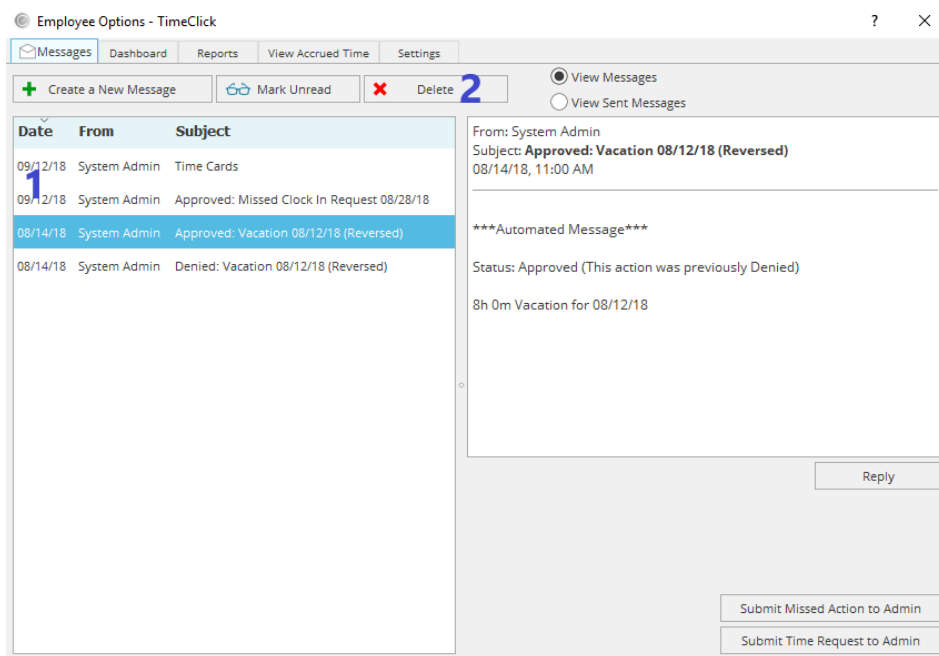 Employee Options - TimeClick ? ×
Messages Dashboard Reports View Accrued Time Settings
Create a New Message Mark Unread Delete 2
View Messages
View Sent Messages
Date From Subject
09/12/18 System Admin Time Cards
1
09/12/18 System Admin Approved: Missed Clock In Request 08/28/18
08/14/18 System Admin Approved: Vacation 08/12/18 (Reversed)
08/14/18 System Admin Denied: Vacation 08/12/18 (Reversed)
From: System Admin
Subject: Approved: Vacation 08/12/18 (Reversed)
08/14/18, 11:00 AM
***Automated Message***
Status: Approved (This action was previously Denied)
8h 0m Vacation for 08/12/18
Reply
Submit Missed Action to Admin
Submit Time Request to Admin